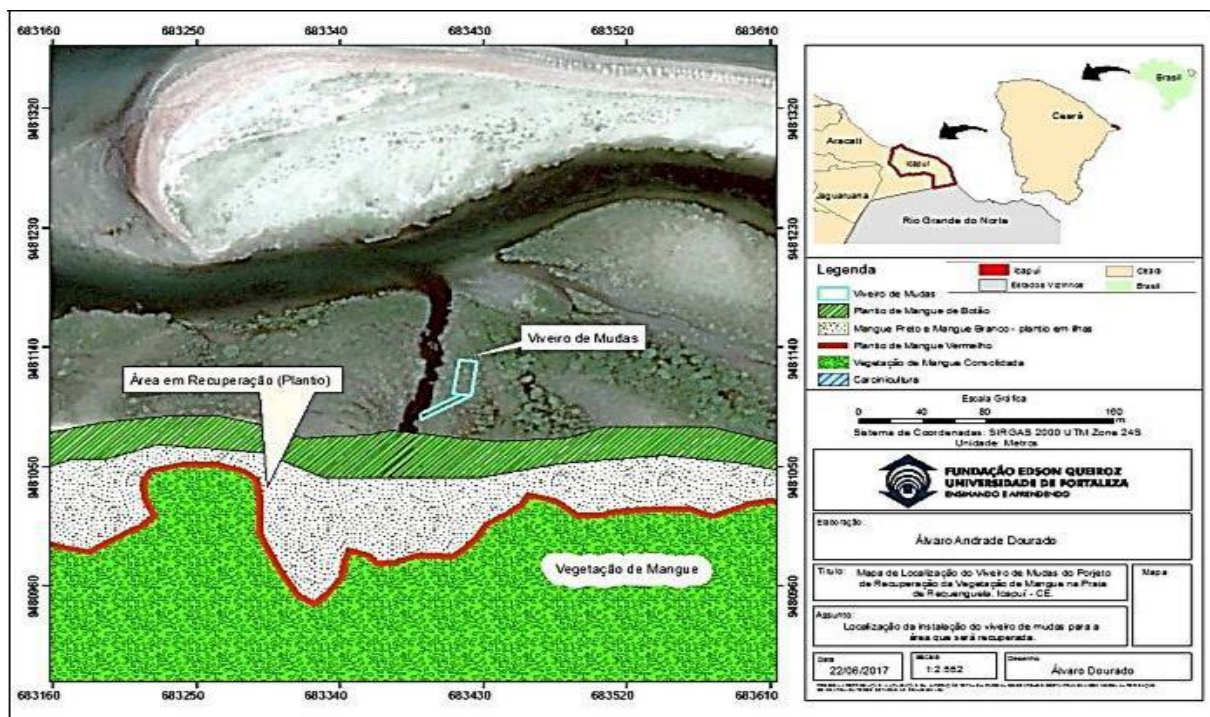 683160 683250 683340 683430 683520 683610
9481320
9481230
9481140
9481050
9480960
9481320
9481230
9481140
9481050
9480960
Viveiro de Mudas
Área em Recuperação (Plantio)
Vegetação de Mangue
683160 683250 683340 683430 683520 683610
Brasil
Ceará
Aracati
Icapuí
Jaguaruana
Rio Grande do Norte
Legenda
Icapuí
Ceará
Estados Vizinhos
Brasil
Viveiro de Mudas
Plantio de Mangue de Botão
Mangue Preto e Mangue Branco - plantio em ilhas
Plantio de Mangue Vermelho
Vegetação de Mangue Consolidada
Carcinicultura
Escala Gráfica
0 40 80 160
m
Sistema de Coordenadas: SIRGAS 2000 UTM Zone 24S
Unidade: Metros
FUNDAÇÃO EDSON QUEIROZ
UNIVERSIDADE DE FORTALEZA
ENSINANDO E APRENDENDO
Elaboração:
Álvaro Andrade Dourado
Título: Mapa de Localização do Viveiro de Mudas do Porjeto
de Recuperação da Vegetação de Mangue na Praia
de Requenguela, Icapuí - CE.
Mapa
Assunto:
Localização da instalação do viveiro de mudas para a
área que será recuperada.
Data
22/06/2017
Escala
1:2.552
Desenho
Álvaro Dourado